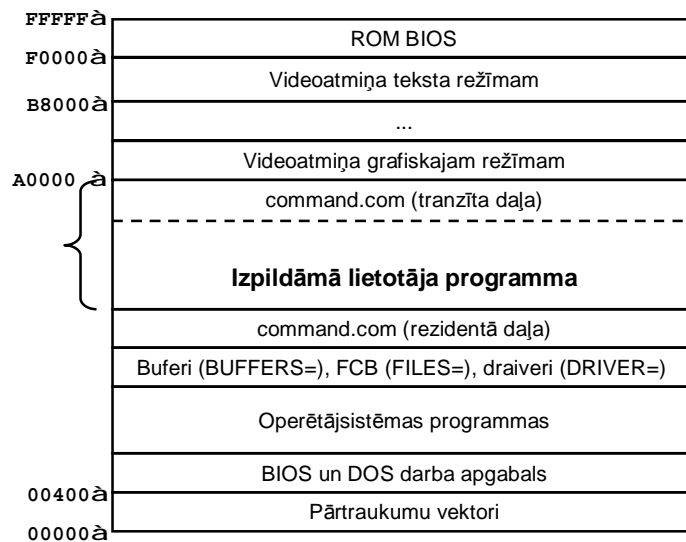 FFFFFà
ROM BIOS
F0000à
Videoatmiņa teksta režīmam
B8000à
...
Videoatmiņa grafiskajam režīmam
A0000 à
command.com (tranzīta daļa)
Izpildāmā lietotāja programma
command.com (rezidentā daļa)
Buferi (BUFFERS=), FCB (FILES=), draiveri (DRIVER=)
Operētājsistēmas programmas
BIOS un DOS darba apgabals
00400à
Pārtraukumu vektori
00000à